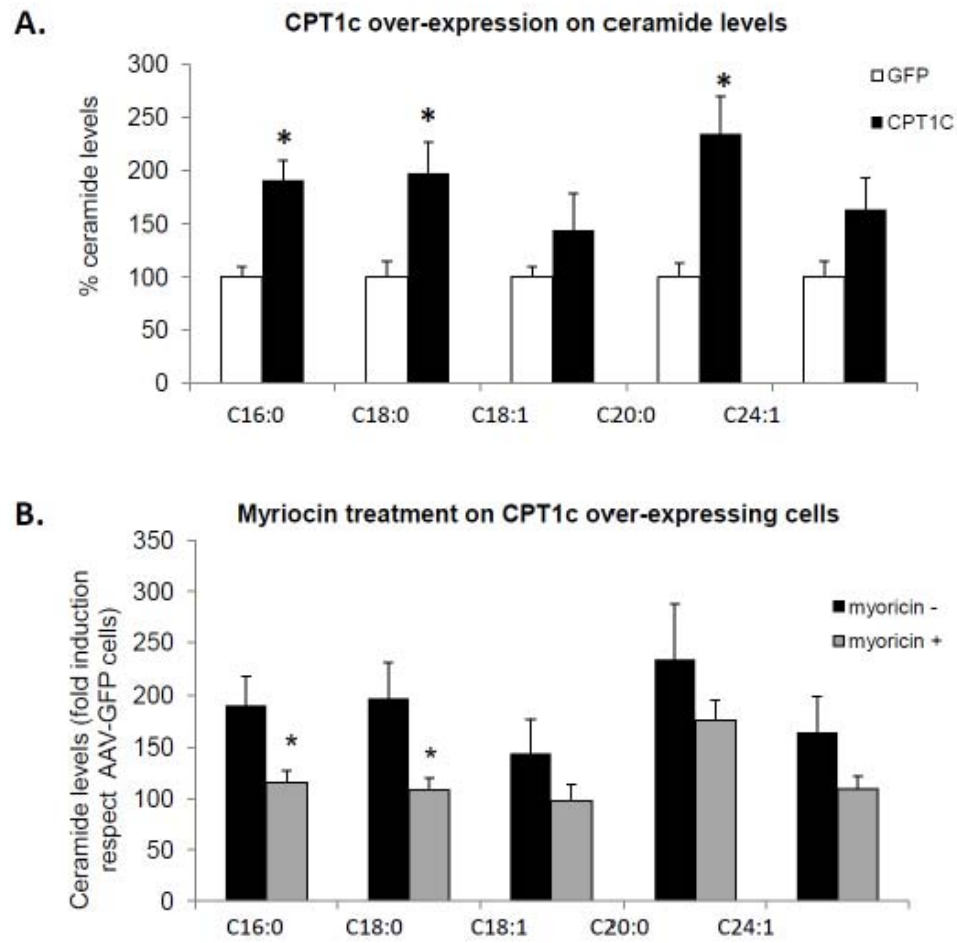 A.
CPT1c over-expression on ceramide levels
% ceramide levels
300
250
200
150
100
50
0
* * *
GFP
CPT1C
C16:0 C18:0 C18:1 C20:0 C24:1
B.
Myriocin treatment on CPT1c over-expressing cells
Ceramide levels (fold induction
respect AAV-GFP cells)
350
300
250
200
150
100
50
0
* *
myoricin -
myoricin +
C16:0 C18:0 C18:1 C20:0 C24:1